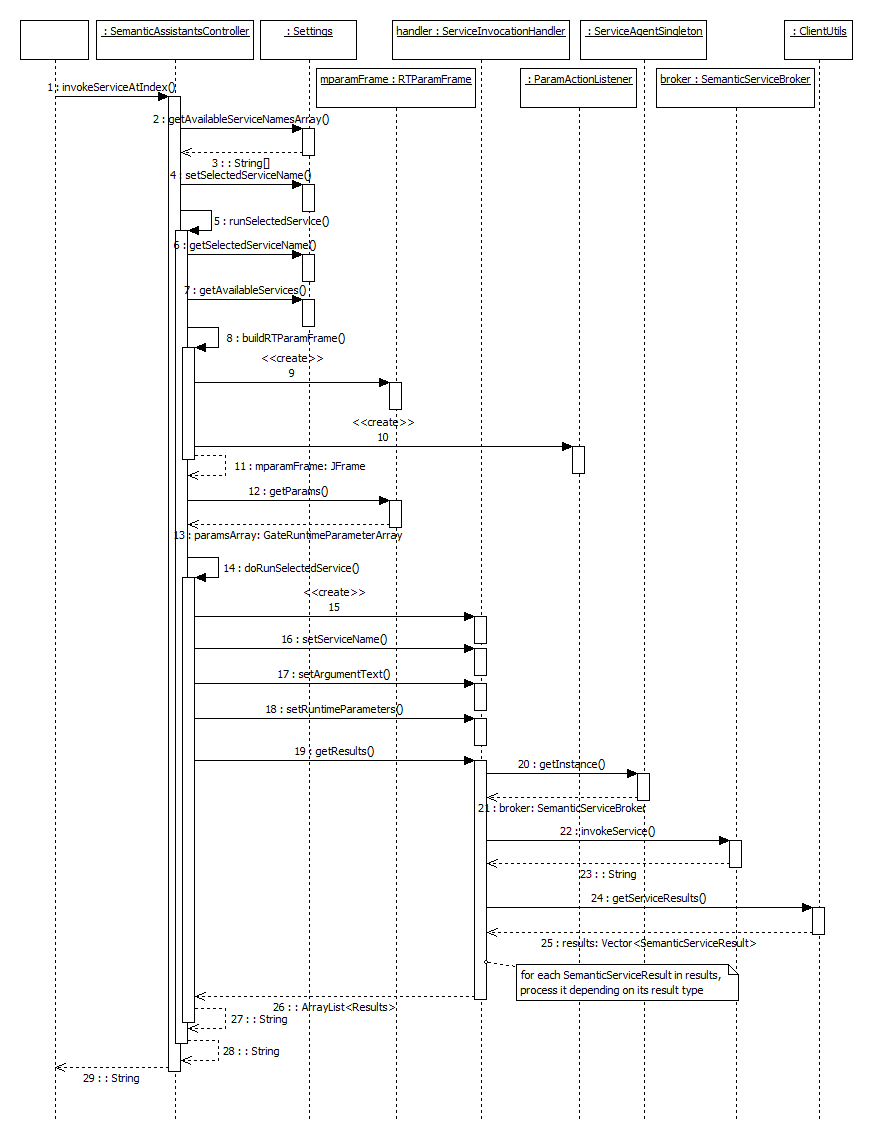 : SemanticAssistantsController
: Settings
handler : ServiceInvocationHandler
: ServiceAgentSingleton
: ClientUtils
mparamFrame : RTParamFrame
: ParamActionListener
broker : SemanticServiceBroker
1 : invokeServiceAtIndex()
2 : getAvailableServiceNamesArray()
3 : : String[]
4 : setSelectedServiceName()
5 : runSelectedService()
6 : getSelectedServiceName()
7 : getAvailableServices()
8 : buildRTParamFrame()
<<create>>
9
<<create>>
10
11 : mparamFrame: JFrame
12 : getParams()
13 : paramsArray: GateRuntimeParameterArray
14 : doRunSelectedService()
<<create>>
15
16 : setServiceName()
17 : setArgumentText()
18 : setRuntimeParameters()
19 : getResults()
20 : getInstance()
21 : broker: SemanticServiceBroker
22 : invokeService()
23 : : String
24 : getServiceResults()
25 : results: Vector<SemanticServiceResult>
for each SemanticServiceResult in results,
process it depending on its result type
26 : : ArrayList<Results>
27 : : String
28 : : String
29 : : String